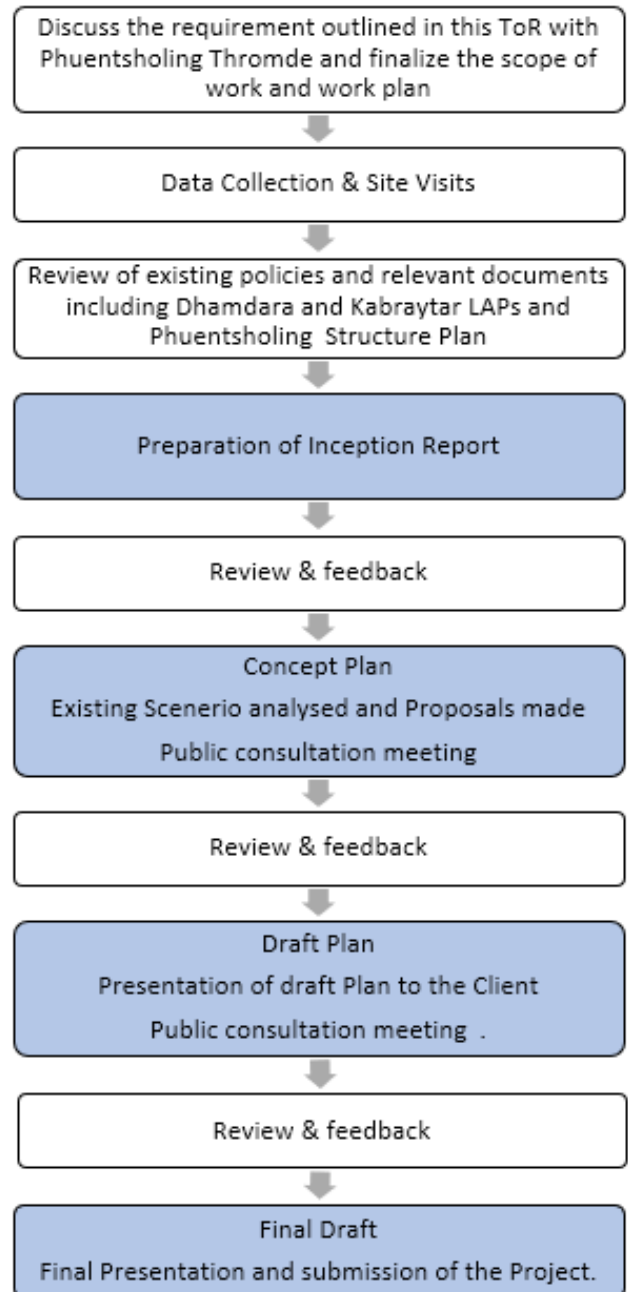 Discuss the requirement outlined in this ToR with
Phuentsholing Thromde and finalize the scope of
work and work plan
Data Collection & Site Visits
Review of existing policies and relevant documents
including Dhamdara and Kabraytar LAPs and
Phuentsholing Structure Plan
Preparation of Inception Report
Review & feedback
Concept Plan
Existing Scenerio analysed and Proposals made
Public consultation meeting
Review & feedback
Draft Plan
Presentation of draft Plan to the Client
Public consultation meeting .
Review & feedback
Final Draft
Final Presentation and submission of the Project.